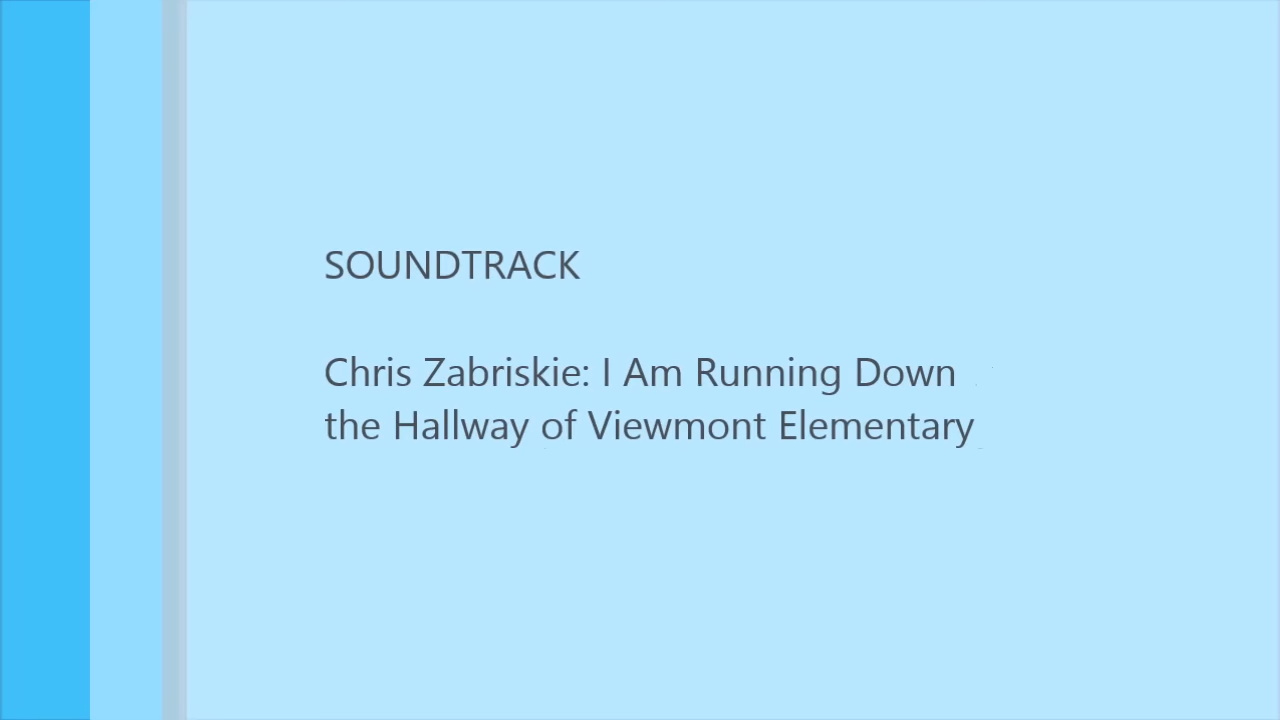 SOUNDTRACK
Chris Zabriskie: I Am Running Down
the Hallway of Viewmont Elementary